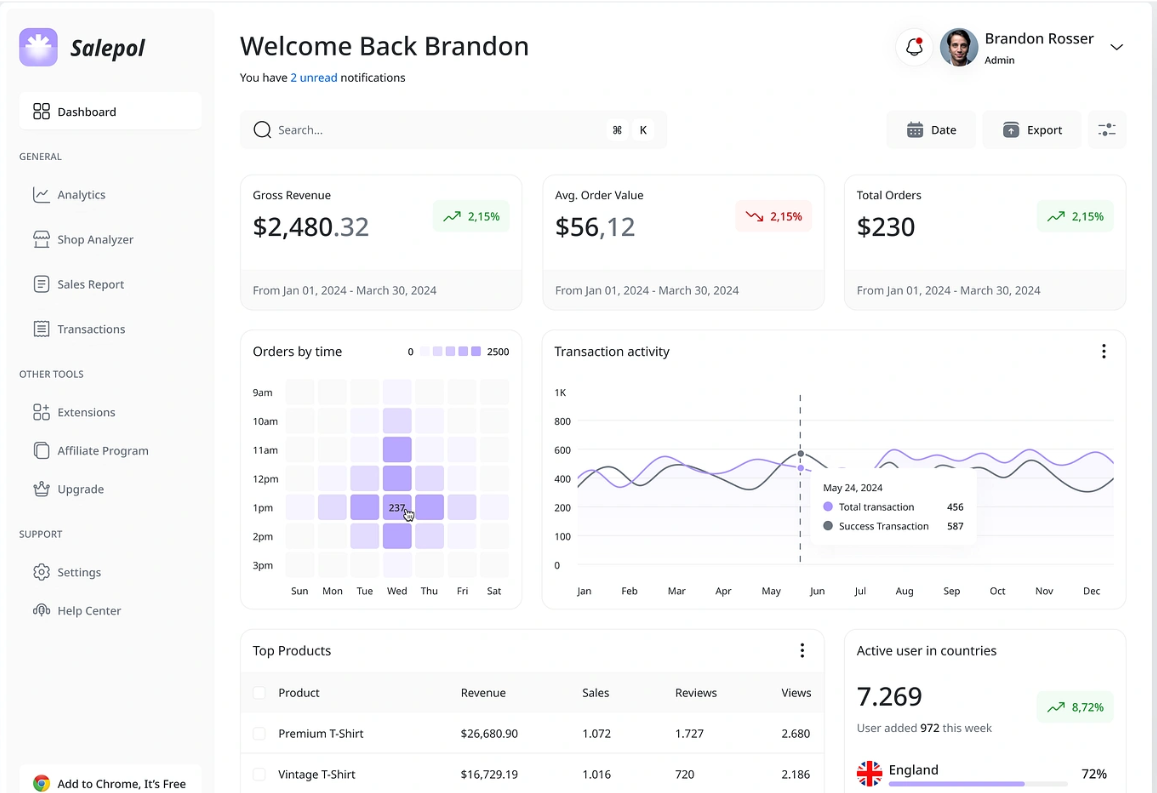 Salepol
Welcome Back Brandon
You have 2 unread notifications
Brandon Rosser
Admin
Dashboard
GENERAL
Analytics
Shop Analyzer
Sales Report
Transactions
OTHER TOOLS
Extensions
Affiliate Program
Upgrade
SUPPORT
Settings
Help Center
Add to Chrome, It's Free
Search... ⌘ K
Date
Export
Gross Revenue
$2,480.32
2,15%
From Jan 01, 2024 - March 30, 2024
Avg. Order Value
$56,12
2,15%
From Jan 01, 2024 - March 30, 2024
Total Orders
$230
2,15%
From Jan 01, 2024 - March 30, 2024
Orders by time
0 2500
9am
10am
11am
12pm
1pm
237
2pm
3pm
Sun Mon Tue Wed Thu Fri Sat
Transaction activity
1K
800
600
400
200
100
0
May 24, 2024
Total transaction 456
Success Transaction 587
Jan Feb Mar Apr May Jun Jul Aug Sep Oct Nov Dec
Top Products
Product Revenue Sales Reviews Views
Premium T-Shirt $26,680.90 1.072 1.727 2.680
Vintage T-Shirt $16,729.19 1.016 720 2.186
Active user in countries
7.269
8,72%
User added 972 this week
England
72%